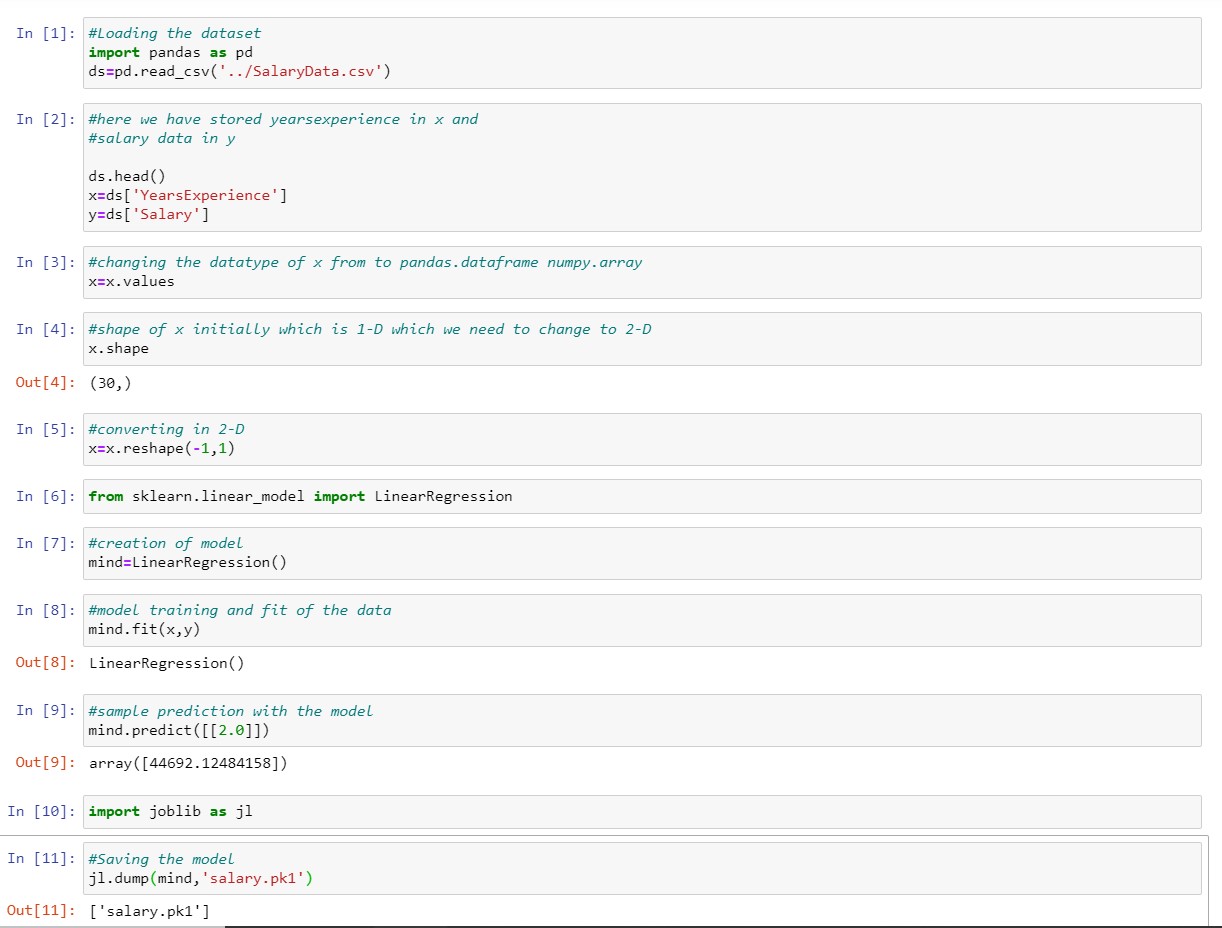 In [1]: #Loading the dataset
import pandas as pd
ds=pd.read_csv('../SalaryData.csv')
In [2]: #here we have stored yearsexperience in x and
#salary data in y
ds.head()
x=ds['YearsExperience']
y=ds['Salary']
In [3]: #changing the datatype of x from to pandas.dataframe numpy.array
x=x.values
In [4]: #shape of x initially which is 1-D which we need to change to 2-D
x.shape
Out[4]: (30,)
In [5]: #converting in 2-D
x=x.reshape(-1,1)
In [6]: from sklearn.linear_model import LinearRegression
In [7]: #creation of model
mind=LinearRegression()
In [8]: #model training and fit of the data
mind.fit(x,y)
Out[8]: LinearRegression()
In [9]: #sample prediction with the model
mind.predict([[2.0]])
Out[9]: array([44692.12484158])
In [10]: import joblib as jl
In [11]: #Saving the model
jl.dump(mind,'salary.pk1')
Out[11]: ['salary.pk1']